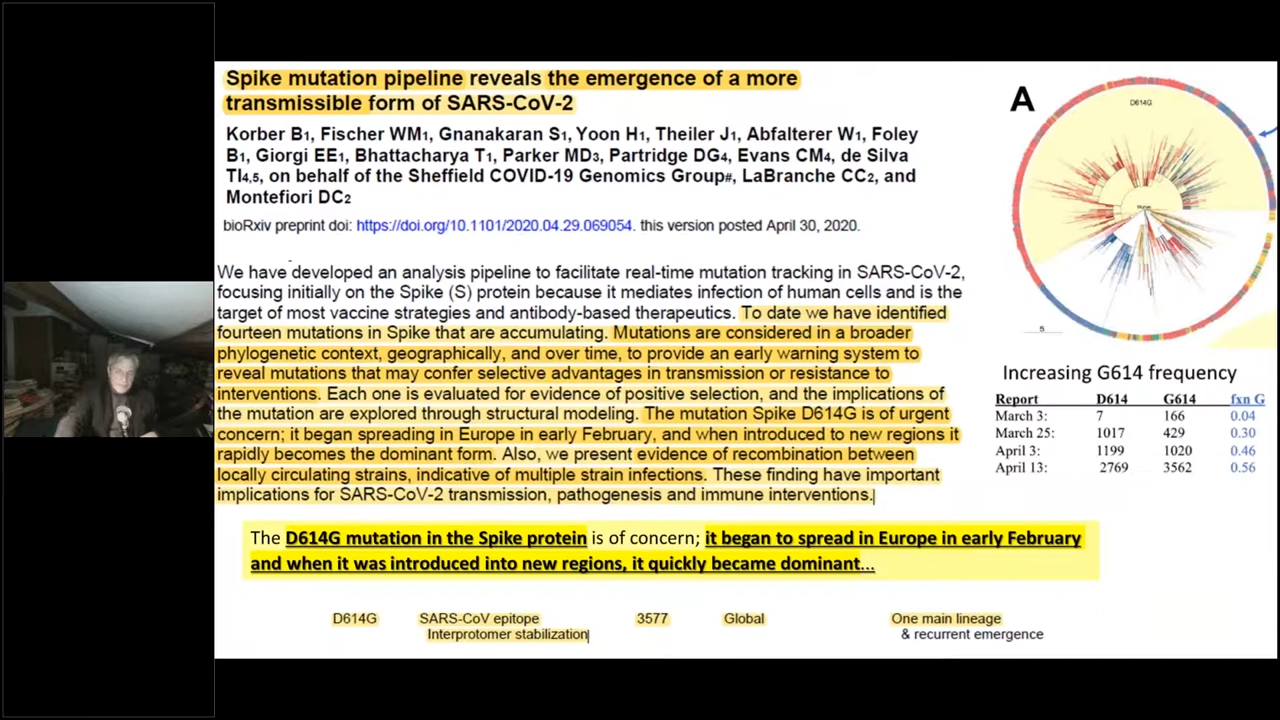 Spike mutation pipeline reveals the emergence of a more
transmissible form of SARS-CoV-2
Korber B1, Fischer WM1, Gnanakaran S1, Yoon H1, Theiler J1, Abfalterer W1, Foley
B1, Giorgi EE1, Bhattacharya T1, Parker MD3, Partridge DG4, Evans CM4, de Silva
TI4,5, on behalf of the Sheffield COVID-19 Genomics Group#, LaBranche CC2, and
Montefiori DC2
bioRxiv preprint doi: https://doi.org/10.1101/2020.04.29.069054. this version posted April 30, 2020.
We have developed an analysis pipeline to facilitate real-time mutation tracking in SARS-CoV-2,
focusing initially on the Spike (S) protein because it mediates infection of human cells and is the
target of most vaccine strategies and antibody-based therapeutics. To date we have identified
fourteen mutations in Spike that are accumulating. Mutations are considered in a broader
phylogenetic context, geographically, and over time, to provide an early warning system to
reveal mutations that may confer selective advantages in transmission or resistance to
interventions. Each one is evaluated for evidence of positive selection, and the implications of
the mutation are explored through structural modeling. The mutation Spike D614G is of urgent
concern; it began spreading in Europe in early February, and when introduced to new regions it
rapidly becomes the dominant form. Also, we present evidence of recombination between
locally circulating strains, indicative of multiple strain infections. These finding have important
implications for SARS-CoV-2 transmission, pathogenesis and immune interventions.
A
D614G
Wuhan
5
Increasing G614 frequency
Report D614 G614 fxn G
March 3: 7 166 0.04
March 25: 1017 429 0.30
April 3: 1199 1020 0.46
April 13: 2769 3562 0.56
The D614G mutation in the Spike protein is of concern; it began to spread in Europe in early February
and when it was introduced into new regions, it quickly became dominant...
D614G SARS-CoV epitope 3577 Global One main lineage
Interprotomer stabilization & recurrent emergence